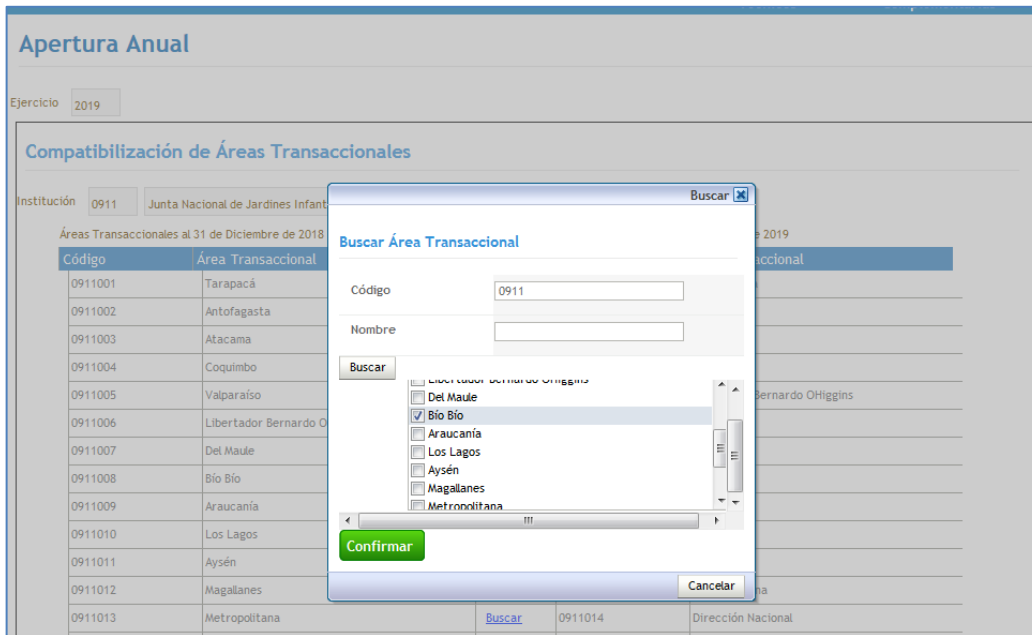 Apertura Anual
Ejercicio 2019
Compatibilización de Áreas Transaccionales
Institución 0911 Junta Nacional de Jardines Infant
Áreas Transaccionales al 31 de Diciembre de 2018
e 2019
Código Área Transaccional
accional
0911001 Tarapacá
0911002 Antofagasta
0911003 Atacama
0911004 Coquimbo
0911005 Valparaíso
Bernardo OHiggins
0911006 Libertador Bernardo O
0911007 Del Maule
0911008 Bío Bío
0911009 Araucanía
0911010 Los Lagos
0911011 Aysén
0911012 Magallanes
na
0911013 Metropolitana Buscar 0911014 Dirección Nacional
Buscar
Buscar Área Transaccional
Código 0911
Nombre
Buscar
Libertador Bernardo OHiggins
Del Maule
Bío Bío
Araucanía
Los Lagos
Aysén
Magallanes
Metropolitana
Confirmar
Cancelar